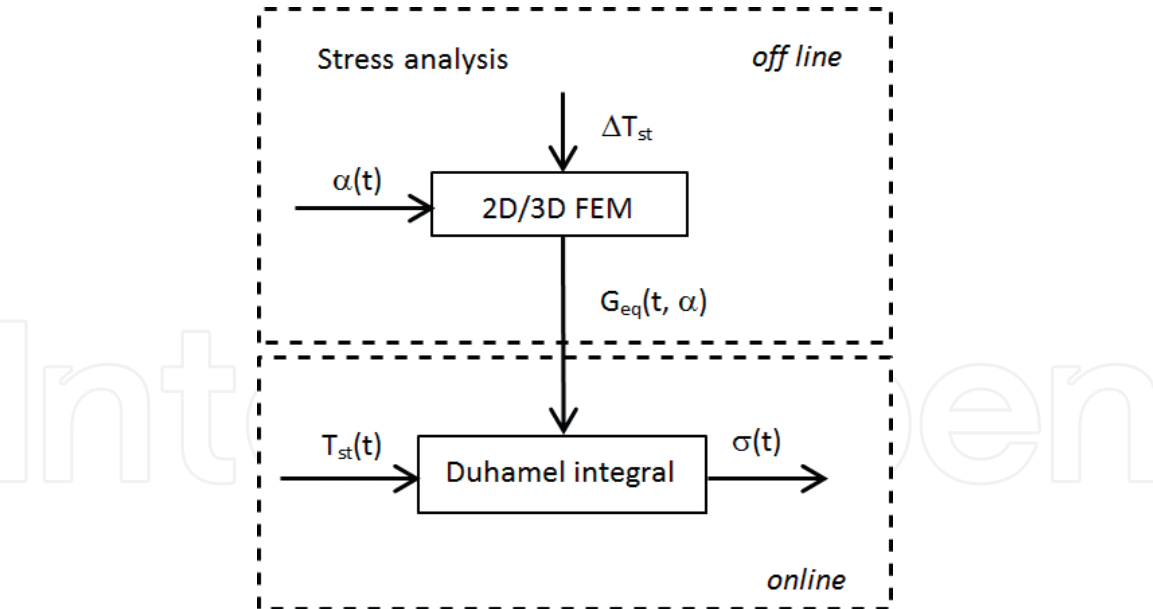 Stress analysis
off line
ΔTst
α(t)
2D/3D FEM
Geq(t, α)
Tst(t)
σ(t)
Duhamel integral
online